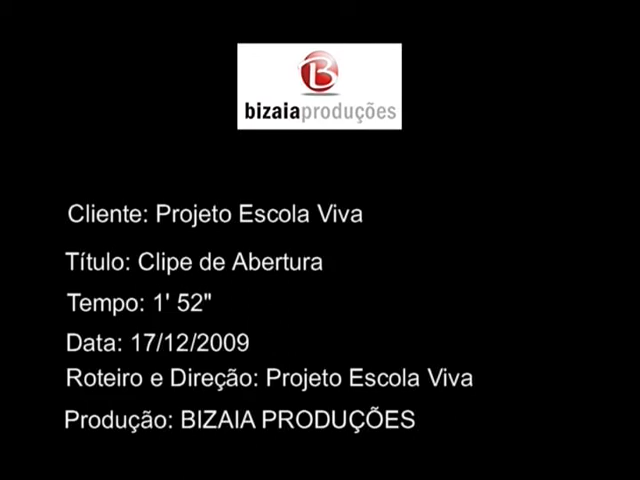 B
bizaiaproduções
Cliente: Projeto Escola Viva
Título: Clipe de Abertura
Tempo: 1' 52"
Data: 17/12/2009
Roteiro e Direção: Projeto Escola Viva
Produção: BIZAIA PRODUÇÕES